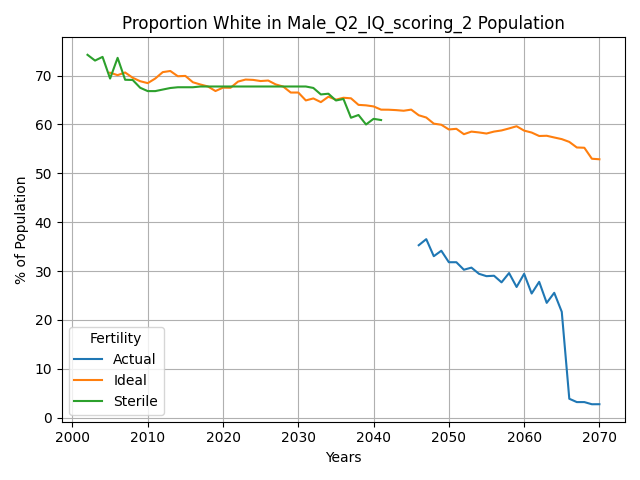 Proportion White in Male_Q2_IQ_scoring_2 Population
% of Population
70
60
50
40
30
20
10
0
Fertility
Actual
Ideal
Sterile
2000 2010 2020 2030 2040 2050 2060 2070
Years